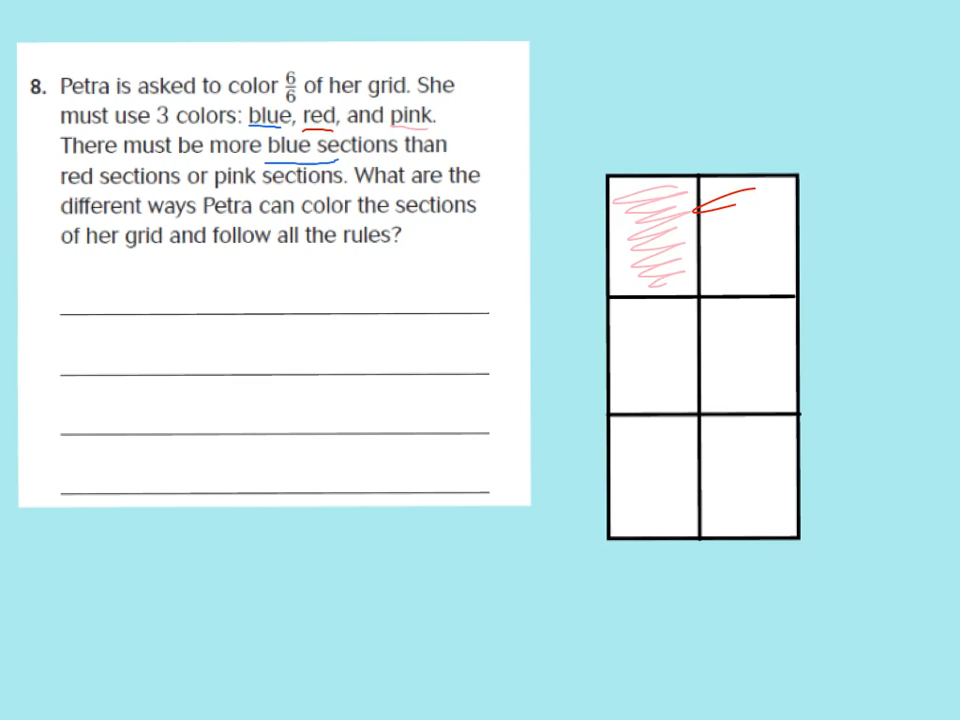 8. Petra is asked to color 6/6 of her grid. She
must use 3 colors: blue, red, and pink.
There must be more blue sections than
red sections or pink sections. What are the
different ways Petra can color the sections
of her grid and follow all the rules?